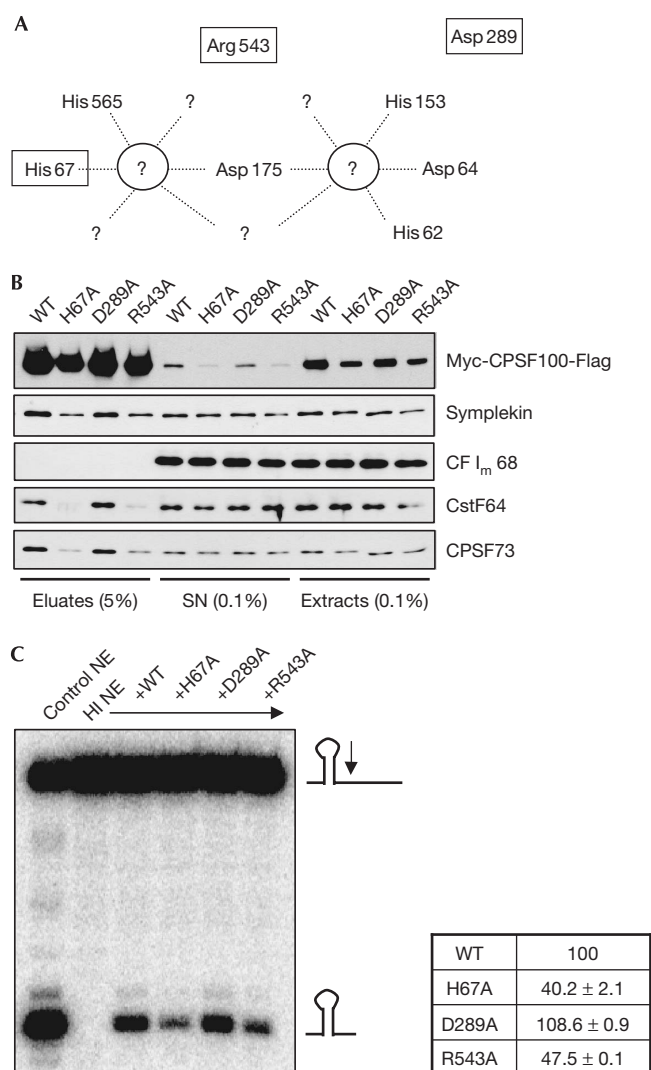 A
Arg 543
Asp 289
His 565 ? ? His 153
His 67 ? Asp 175 ? Asp 64
? ? His 62
B
WT H67A D289A R543A WT H67A D289A R543A WT H67A D289A R543A
Myc-CPSF100-Flag
Symplekin
CF Im 68
CstF64
CPSF73
Eluates (5%) SN (0.1%) Extracts (0.1%)
C
Control NE HI NE +WT +H67A +D289A +R543A
WT 100
H67A 40.2 ± 2.1
D289A 108.6 ± 0.9
R543A 47.5 ± 0.1